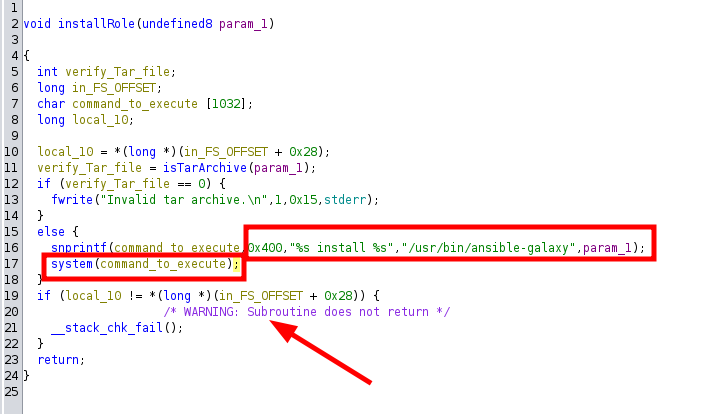 1
2 void installRole(undefined8 param_1)
3
4 {
5 int verify_Tar_file;
6 long in_FS_OFFSET;
7 char command_to_execute [1032];
8 long local_10;
9
10 local_10 = *(long *)(in_FS_OFFSET + 0x28);
11 verify_Tar_file = isTarArchive(param_1);
12 if (verify_Tar_file == 0) {
13 fwrite("Invalid tar archive.\n",1,0x15,stderr);
14 }
15 else {
16 snprintf(command_to_execute,0x400,"%s install %s","/usr/bin/ansible-galaxy",param_1);
17 system(command_to_execute);
18 }
19 if (local_10 != *(long *)(in_FS_OFFSET + 0x28)) {
20 /* WARNING: Subroutine does not return */
21 __stack_chk_fail();
22 }
23 return;
24 }
25